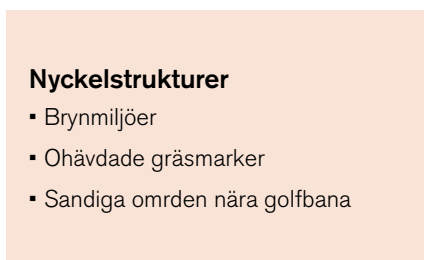 Nyckelstrukturer
▪ Brynmiljöer
▪ Ohävdade gräsmarker
▪ Sandiga omrden nära golfbana